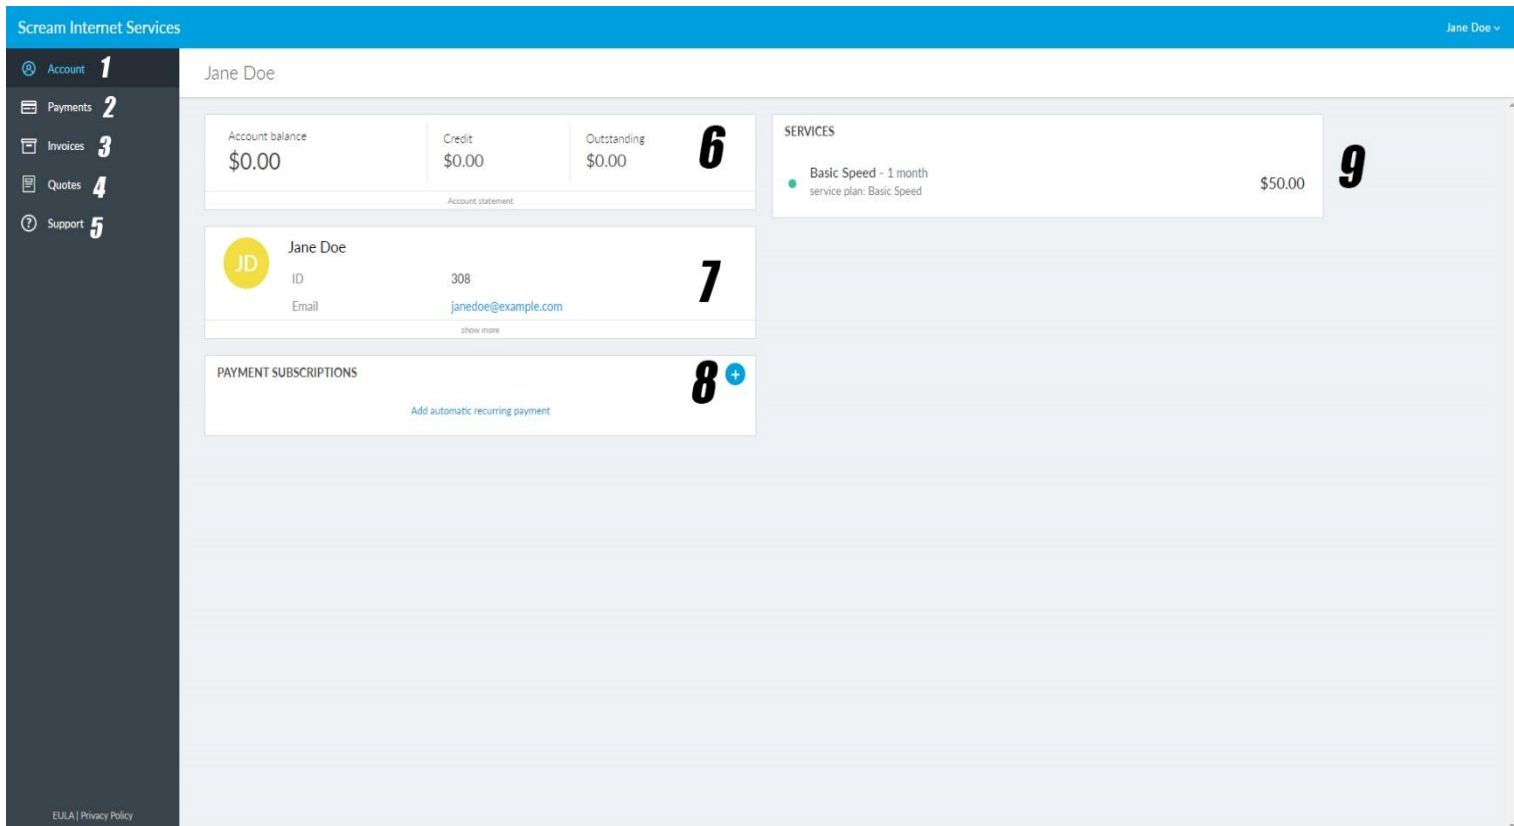 Scream Internet Services
Jane Doe
Account 1
Payments 2
Invoices 3
Quotes 4
Support 5
EULA | Privacy Policy
Jane Doe
Account balance
$0.00
Credit
$0.00
Outstanding
$0.00
6
Account statement
JD
Jane Doe
ID 308
Email janedoe@example.com
7
show more
PAYMENT SUBSCRIPTIONS
8 +
Add automatic recurring payment
SERVICES
Basic Speed - 1 month
service plan: Basic Speed
$50.00
9